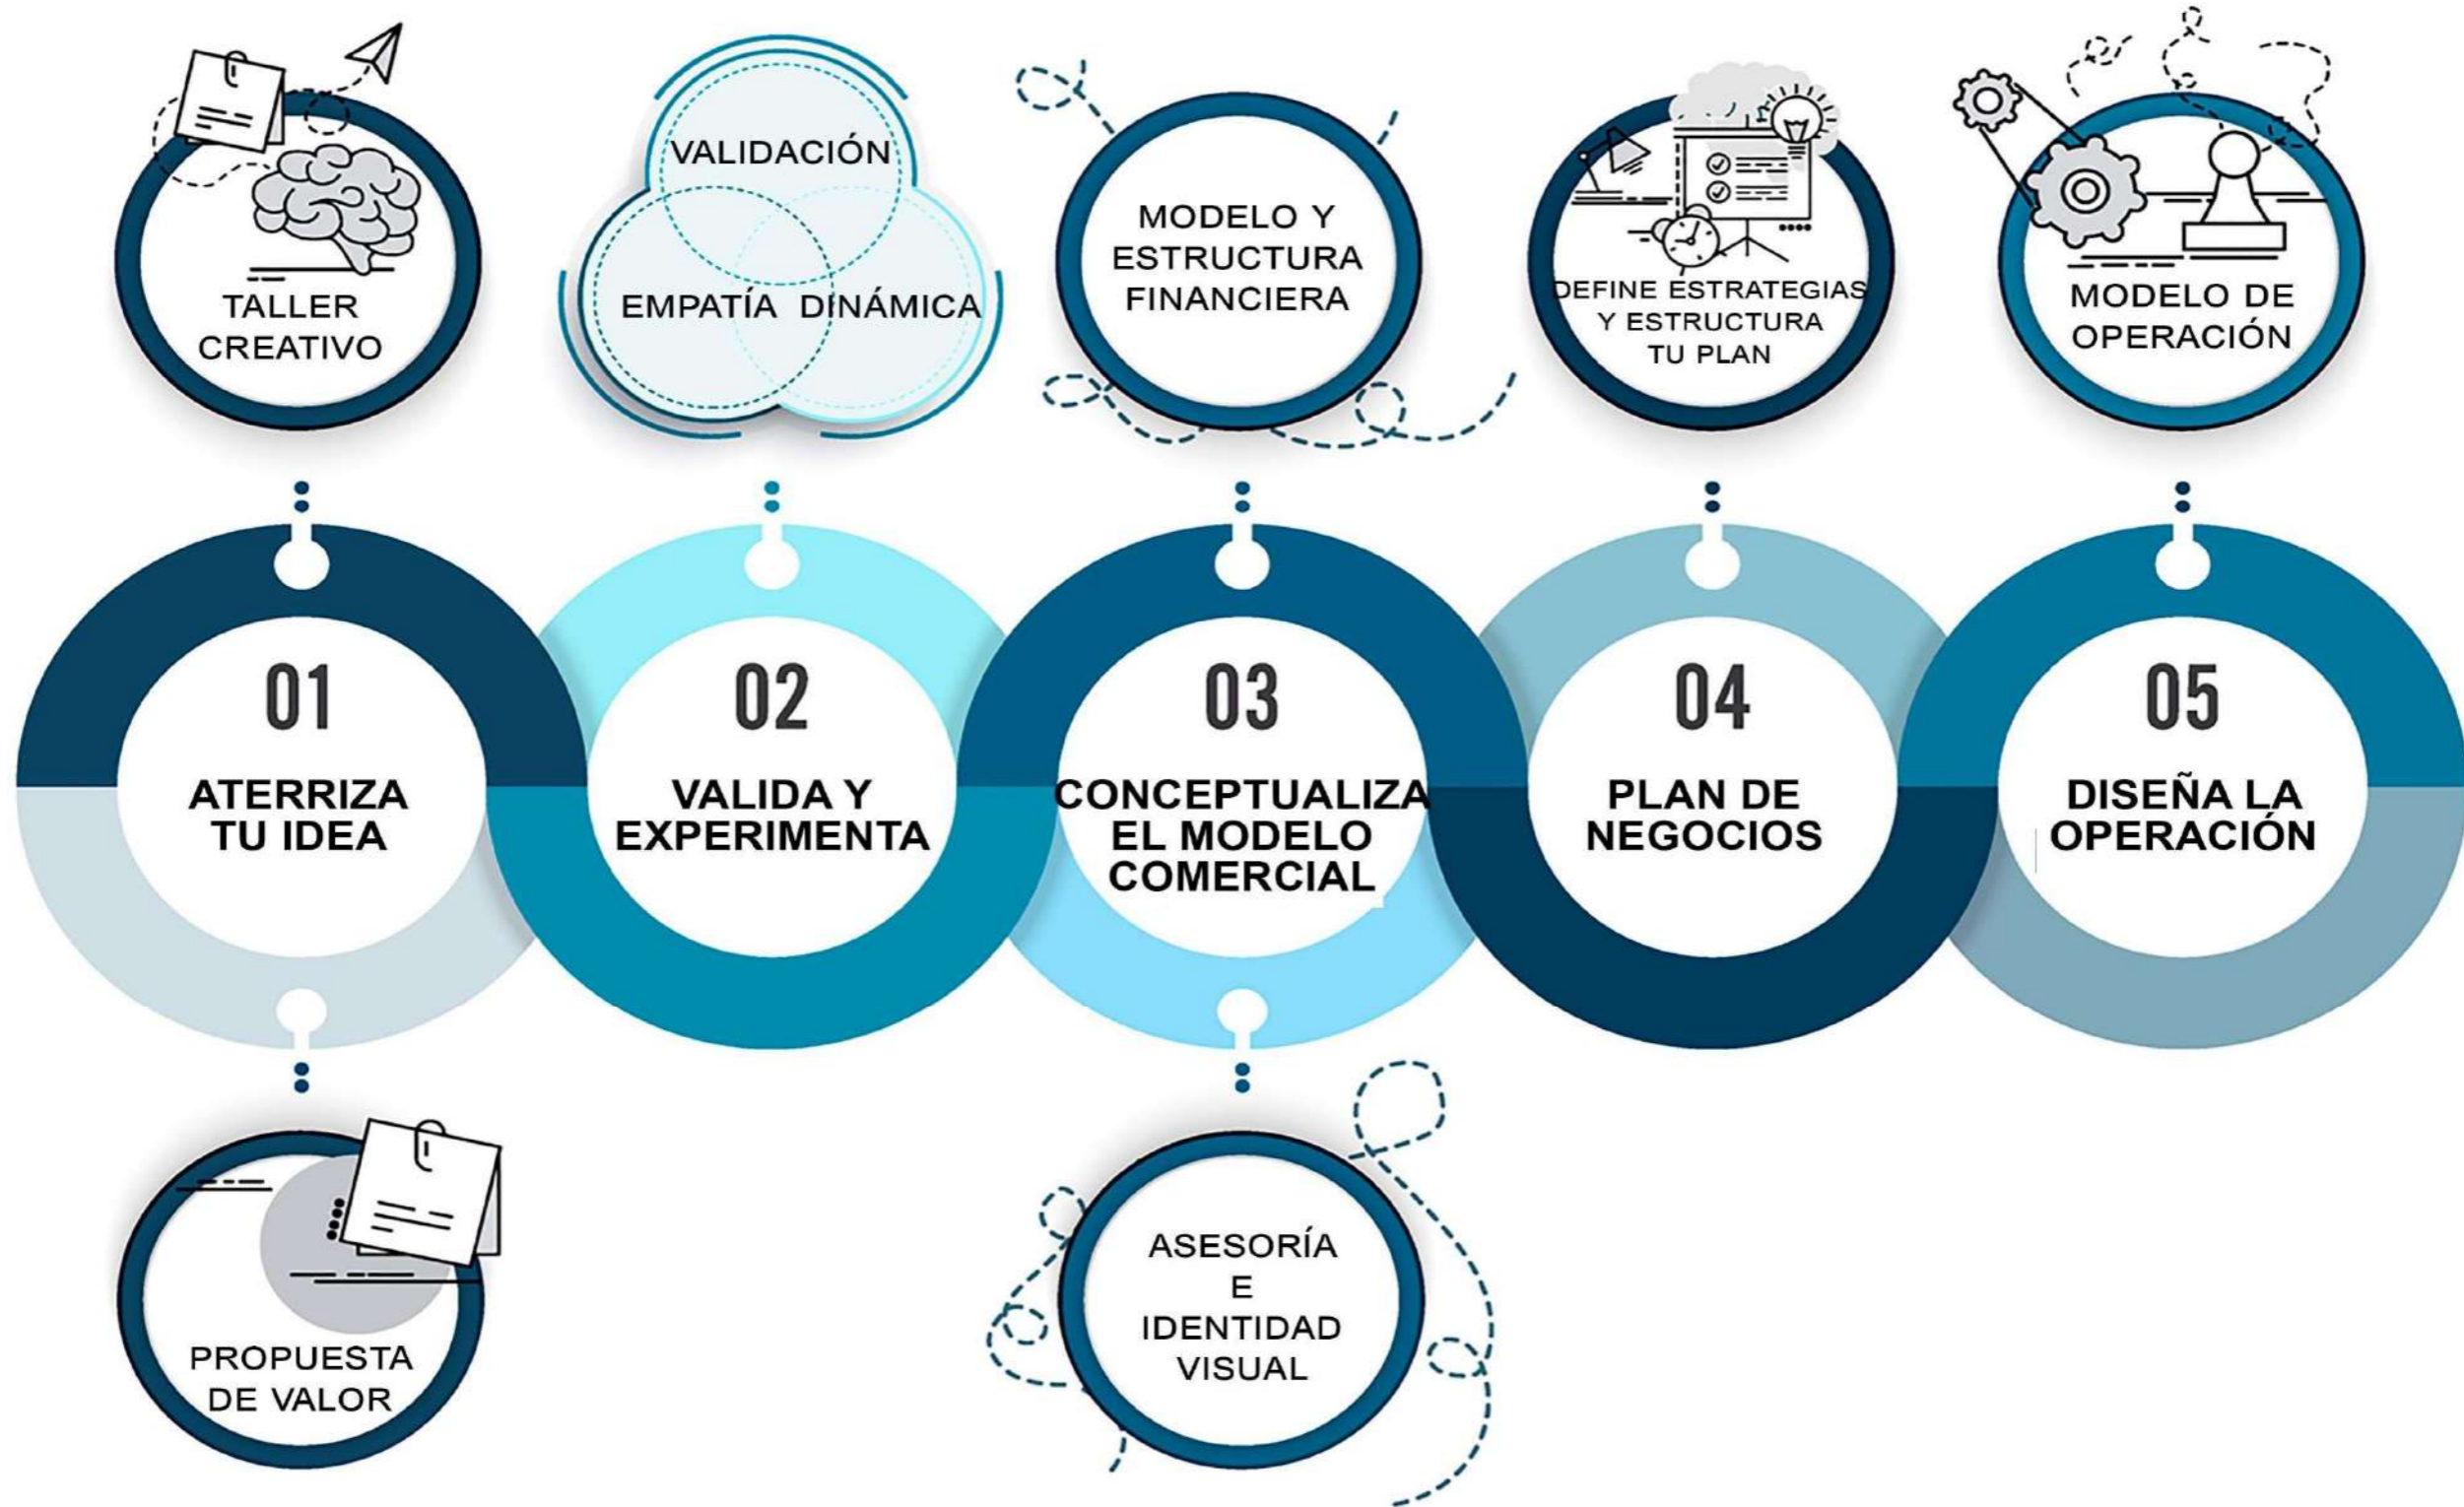 TALLER
CREATIVO
VALIDACIÓN
EMPATÍA DINÁMICA
MODELO Y
ESTRUCTURA
FINANCIERA
DEFINE ESTRATEGIAS
Y ESTRUCTURA
TU PLAN
MODELO DE
OPERACIÓN
01
ATERRIZA
TU IDEA
02
VALIDA Y
EXPERIMENTA
03
CONCEPTUALIZA
EL MODELO
COMERCIAL
04
PLAN DE
NEGOCIOS
05
DISEÑA LA
OPERACIÓN
PROPUESTA
DE VALOR
ASESORÍA
E
IDENTIDAD
VISUAL